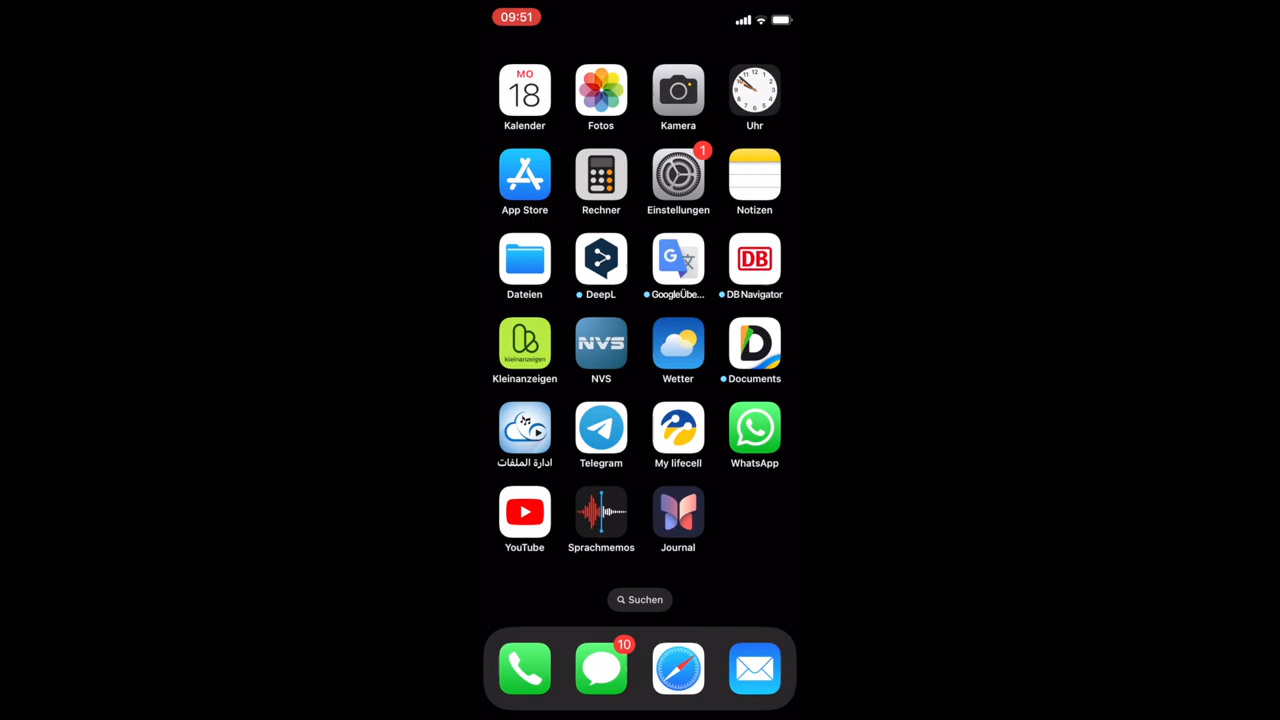 09:51
MO
18
Kalender
Fotos
Kamera
Uhr
1
App Store
Rechner
Einstellungen
Notizen
G
DB
Dateien
DeepL
GoogleÜbe...
DB Navigator
kleinanzeigen
NVS
D
Kleinanzeigen
NVS
Wetter
Documents
ادارة الملفات
Telegram
My lifecell
WhatsApp
YouTube
Sprachmemos
Journal
Suchen
10